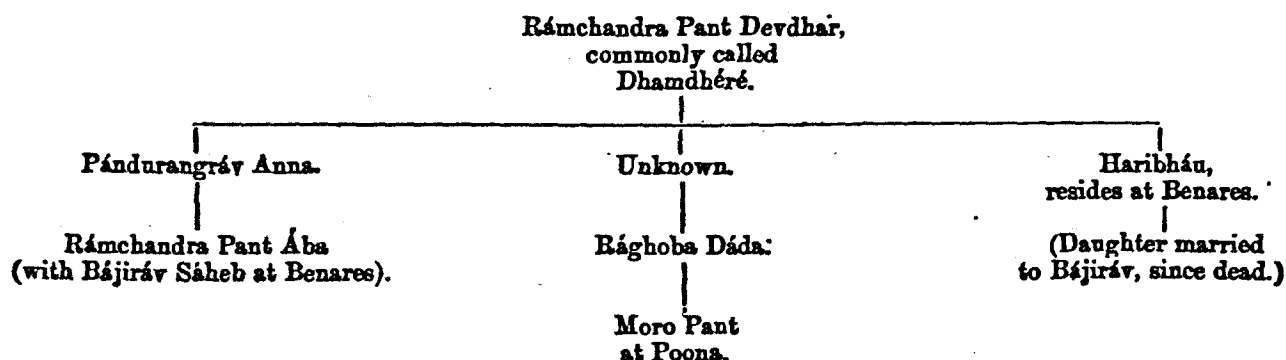 Rámchandra Pant Devdhar,
commonly called
Dhamdhéré.
Pándurangráv Anna.
Unknown.
Haribháu,
resides at Benares.
Rámchandra Pant Ába
(with Bájiráv Sáheb at Benares).
Rághoba Dáda.
(Daughter married
to Bájiráv, since dead.)
Moro Pant
at Poona.